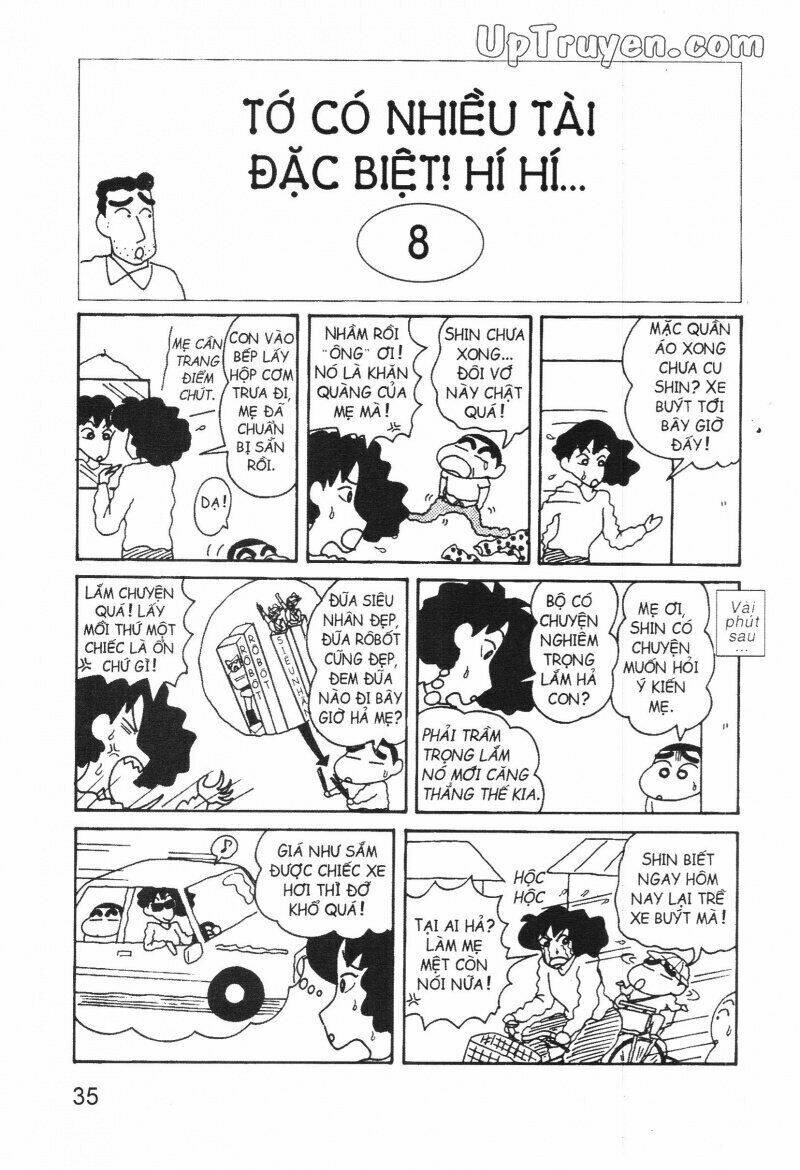 UpTruyen.com
TỚ CÓ NHIỀU TÀI
ĐẶC BIỆT! HÍ HÍ...
8
MẶC QUẦN
ÁO XONG
CHƯA CU
SHIN? XE
BUÝT TỚI
BÂY GIỜ
ĐẤY!
SHIN CHƯA
XONG...
ĐÔI VỚ
NÀY CHẬT
QUÁ!
NHẦM RỒI
"ÔNG" ƠI!
NÓ LÀ KHĂN
QUÀNG CỦA
MẸ MÀ!
CON VÀO
BẾP LẤY
HỘP CƠM
TRƯA ĐI,
MẸ ĐÃ
CHUẨN
BỊ SẴN
RỒI.
MẸ CẦN
TRANG
ĐIỂM
CHÚT.
DẠ!
Vài
phút
sau
...
MẸ ƠI,
SHIN CÓ
CHUYỆN
MUỐN HỎI
Ý KIẾN
MẸ.
BỘ CÓ
CHUYỆN
NGHIÊM
TRỌNG
LẮM HẢ
CON?
PHẢI TRẦM
TRỌNG LẮM
NÓ MỚI CĂNG
THẲNG THẾ KIA.
ĐŨA SIÊU
NHÂN ĐẸP,
ĐŨA RÔBỐT
CŨNG ĐẸP,
ĐEM ĐŨA
NÀO ĐI BÂY
GIỜ HẢ MẸ?
ROBOT
ROBOT
SIÊU NHÂN
LẮM CHUYỆN
QUÁ! LẤY
MỖI THỨ MỘT
CHIẾC LÀ ỔN
CHỨ GÌ!
SHIN BIẾT
NGAY HÔM
NAY LẠI TRỄ
XE BUÝT MÀ!
HỘC
HỘC
TẠI AI HẢ?
LÀM MẸ
MỆT CÒN
NÓI NỮA!
GIÁ NHƯ SẮM
ĐƯỢC CHIẾC XE
HƠI THÌ ĐỠ
KHỔ QUÁ!
35